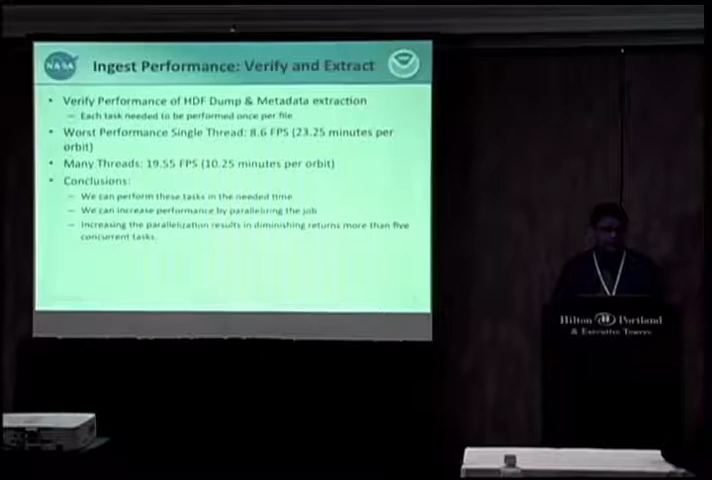 NASA
Ingest Performance: Verify and Extract
• Verify Performance of HDF Dump & Metadata extraction
– Each task needed to be performed once per file
• Worst Performance Single Thread: 8.6 FPS (23.25 minutes per
orbit)
• Many Threads: 19.55 FPS (10.25 minutes per orbit)
• Conclusions:
– We can perform these tasks in the needed time
– We can increase performance by parallelizing the job
– Increasing the parallelization results in diminishing returns more than five
concurrent tasks.
Hilton Portland
& Executive Towers